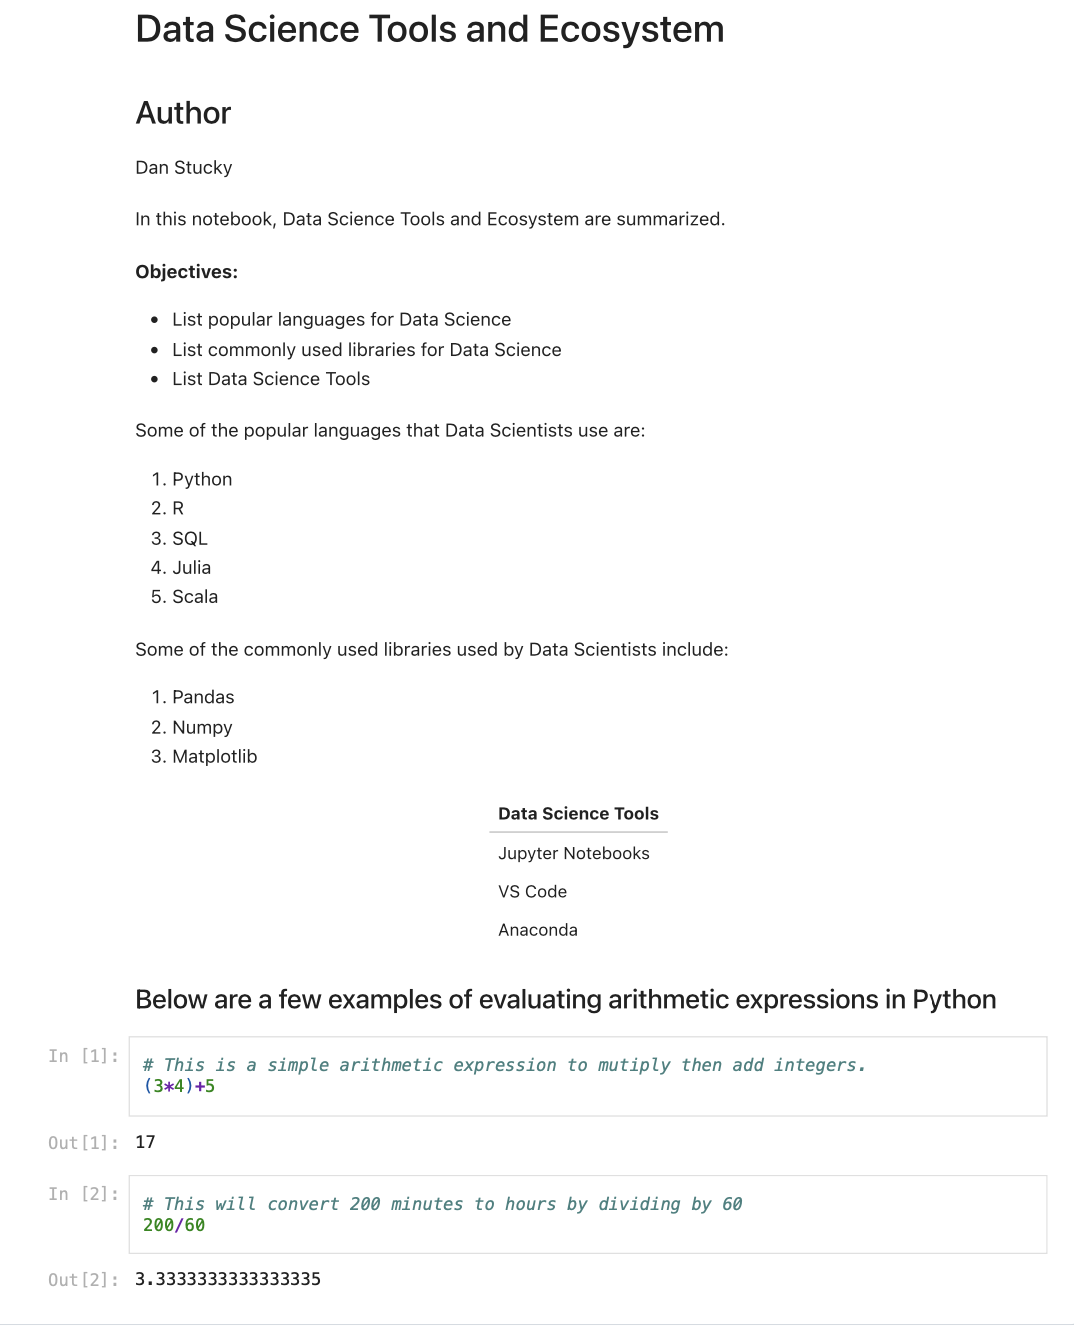 Data Science Tools and Ecosystem
Author
Dan Stucky
In this notebook, Data Science Tools and Ecosystem are summarized.
Objectives:
• List popular languages for Data Science
• List commonly used libraries for Data Science
• List Data Science Tools
Some of the popular languages that Data Scientists use are:
1. Python
2. R
3. SQL
4. Julia
5. Scala
Some of the commonly used libraries used by Data Scientists include:
1. Pandas
2. Numpy
3. Matplotlib
Data Science Tools
Jupyter Notebooks
VS Code
Anaconda
Below are a few examples of evaluating arithmetic expressions in Python
In [1]: # This is a simple arithmetic expression to mutiply then add integers.
(3*4)+5
Out[1]: 17
In [2]: # This will convert 200 minutes to hours by dividing by 60
200/60
Out[2]: 3.3333333333333335